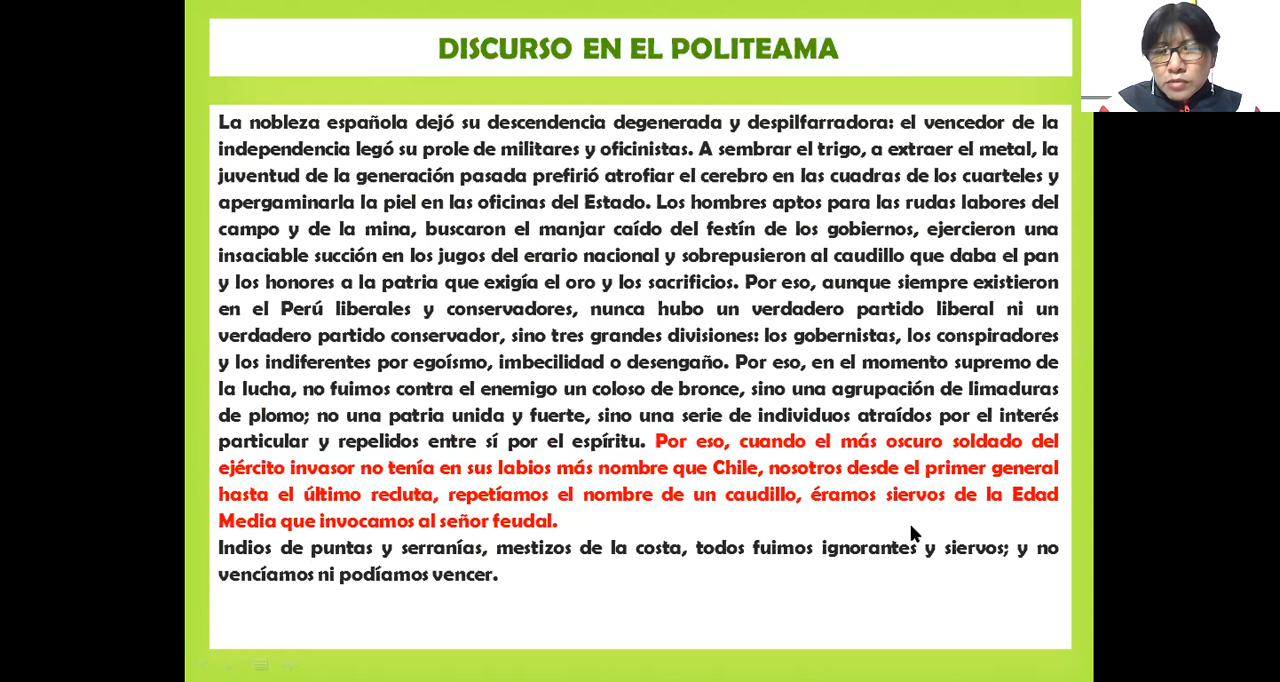 DISCURSO EN EL POLITEAMA
La nobleza española dejó su descendencia degenerada y despilfarradora: el vencedor de la
independencia legó su prole de militares y oficinistas. A sembrar el trigo, a extraer el metal, la
juventud de la generación pasada prefirió atrofiar el cerebro en las cuadras de los cuarteles y
apergaminarla la piel en las oficinas del Estado. Los hombres aptos para las rudas labores del
campo y de la mina, buscaron el manjar caído del festín de los gobiernos, ejercieron una
insaciable succión en los jugos del erario nacional y sobrepusieron al caudillo que daba el pan
y los honores a la patria que exigía el oro y los sacrificios. Por eso, aunque siempre existieron
en el Perú liberales y conservadores, nunca hubo un verdadero partido liberal ni un
verdadero partido conservador, sino tres grandes divisiones: los gobernistas, los conspiradores
y los indiferentes por egoísmo, imbecilidad o desengaño. Por eso, en el momento supremo de
la lucha, no fuimos contra el enemigo un coloso de bronce, sino una agrupación de limaduras
de plomo; no una patria unida y fuerte, sino una serie de individuos atraídos por el interés
particular y repelidos entre sí por el espíritu. Por eso, cuando el más oscuro soldado del
ejército invasor no tenía en sus labios más nombre que Chile, nosotros desde el primer general
hasta el último recluta, repetíamos el nombre de un caudillo, éramos siervos de la Edad
Media que invocamos al señor feudal.
Indios de puntas y serranías, mestizos de la costa, todos fuimos ignorantes y siervos; y no
vencíamos ni podíamos vencer.